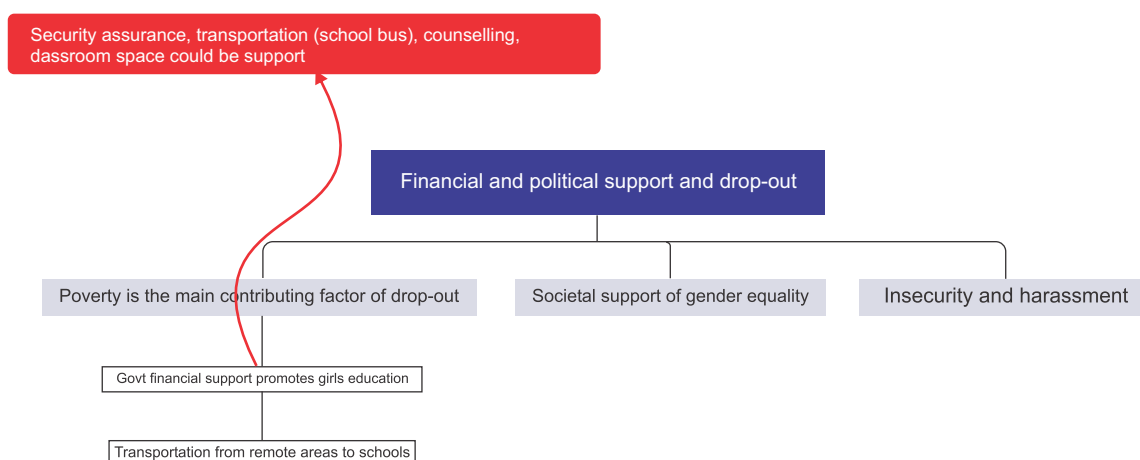 Security assurance, transportation (school bus), counselling,
dassroom space could be support
Financial and political support and drop-out
Poverty is the main contributing factor of drop-out
Societal support of gender equality
Insecurity and harassment
Govt financial support promotes girls education
Transportation from remote areas to schools